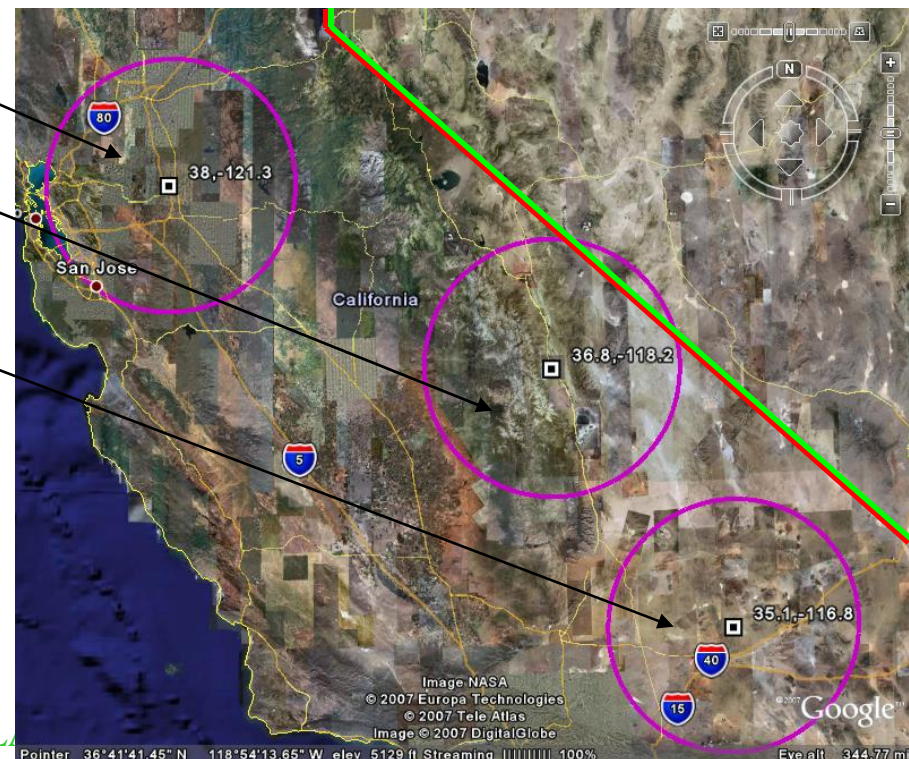 N
80
38,-121.3
San Jose
California
36.8,-118.2
5
35.1,-116.8
40
15
Image NASA
© 2007 Europa Technologies
© 2007 Tele Atlas
Image © 2007 DigitalGlobe
©2007 Google™
Pointer 36°41'41.45" N 118°54'13.65" W elev 5129 ft Streaming |||||||||| 100% Eye alt 344.77 mi